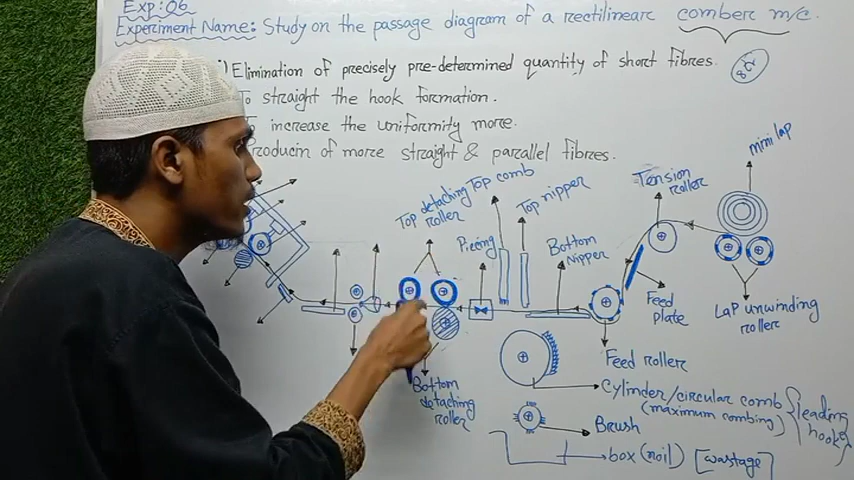 Exp: 06
Experiment Name: Study on the passage diagram of a rectilinear comber m/c.
i) Elimination of precisely pre-determined quantity of short fibres.
To straight the hook formation.
To increase the uniformity more.
Producin of more straight & parallel fibres.
mini lap
Tension roller
Top nipper
Top comb
Top detaching roller
Piecing
Bottom nipper
Feed plate
Lap unwinding roller
Feed roller
Bottom detaching roller
Cylinder/circular comb
(maximum combing)
leading hook
Brush
box (noil) [wastage]